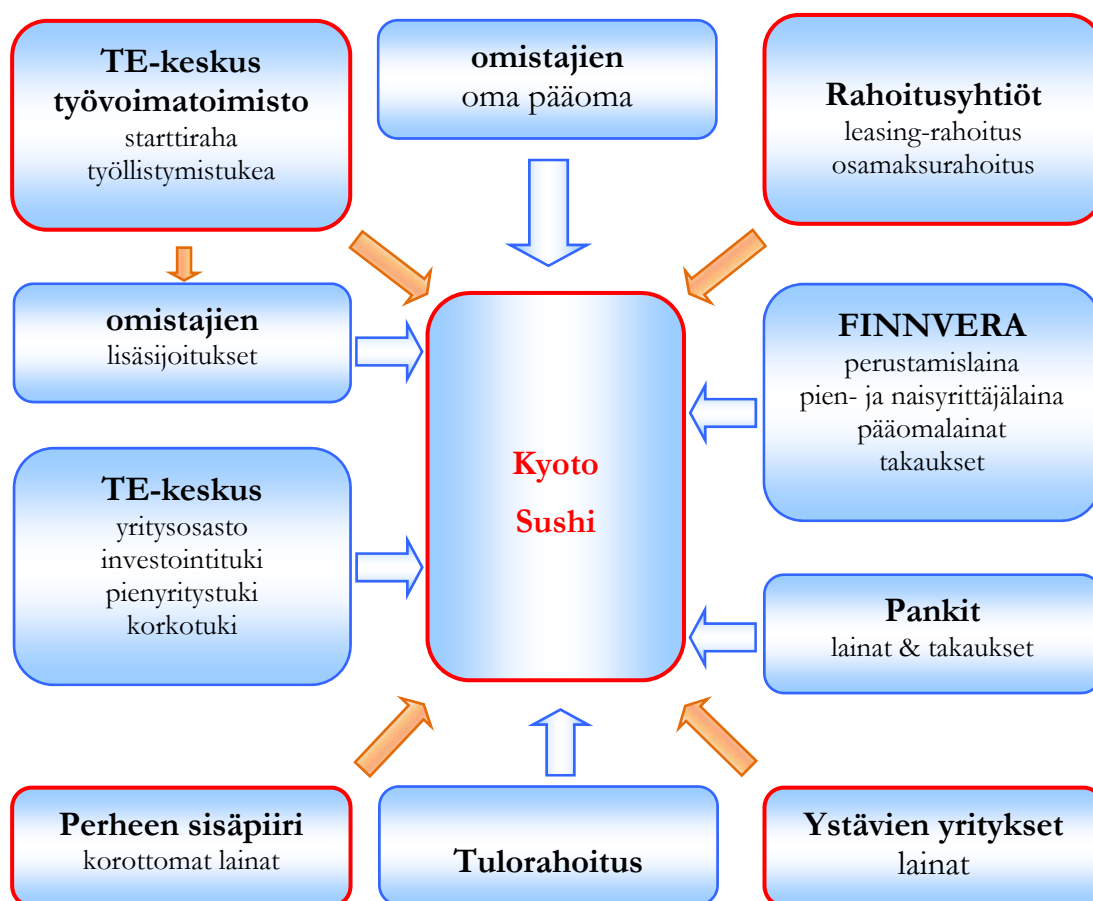 TE-keskus
työvoimatoimisto
starttiraha
työllistymistukea
omistajien
oma pääoma
Rahoitusyhtiöt
leasing-rahoitus
osamaksurahoitus
omistajien
lisäsijoitukset
FINNVERA
perustamislaina
pien- ja naisyrittäjälaina
pääomalainat
takaukset
Kyoto
Sushi
TE-keskus
yritysosasto
investointituki
pienyritystuki
korkotuki
Pankit
lainat & takaukset
Perheen sisäpiiri
korottomat lainat
Tulorahoitus
Ystävien yritykset
lainat